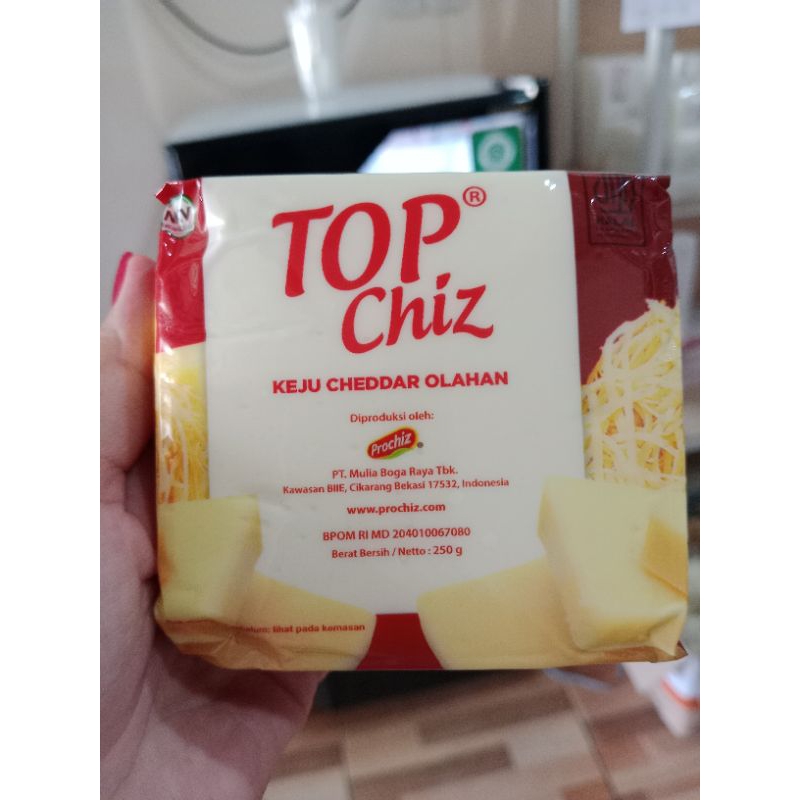 TOP®
Chiz
KEJU CHEDDAR OLAHAN
Diproduksi oleh:
Prochiz®
PT. Mulia Boga Raya Tbk.
Kawasan BIIE, Cikarang Bekasi 17532, Indonesia
www.prochiz.com
BPOM RI MD 204010067080
Berat Bersih / Netto : 250 g
lihat pada kemasan